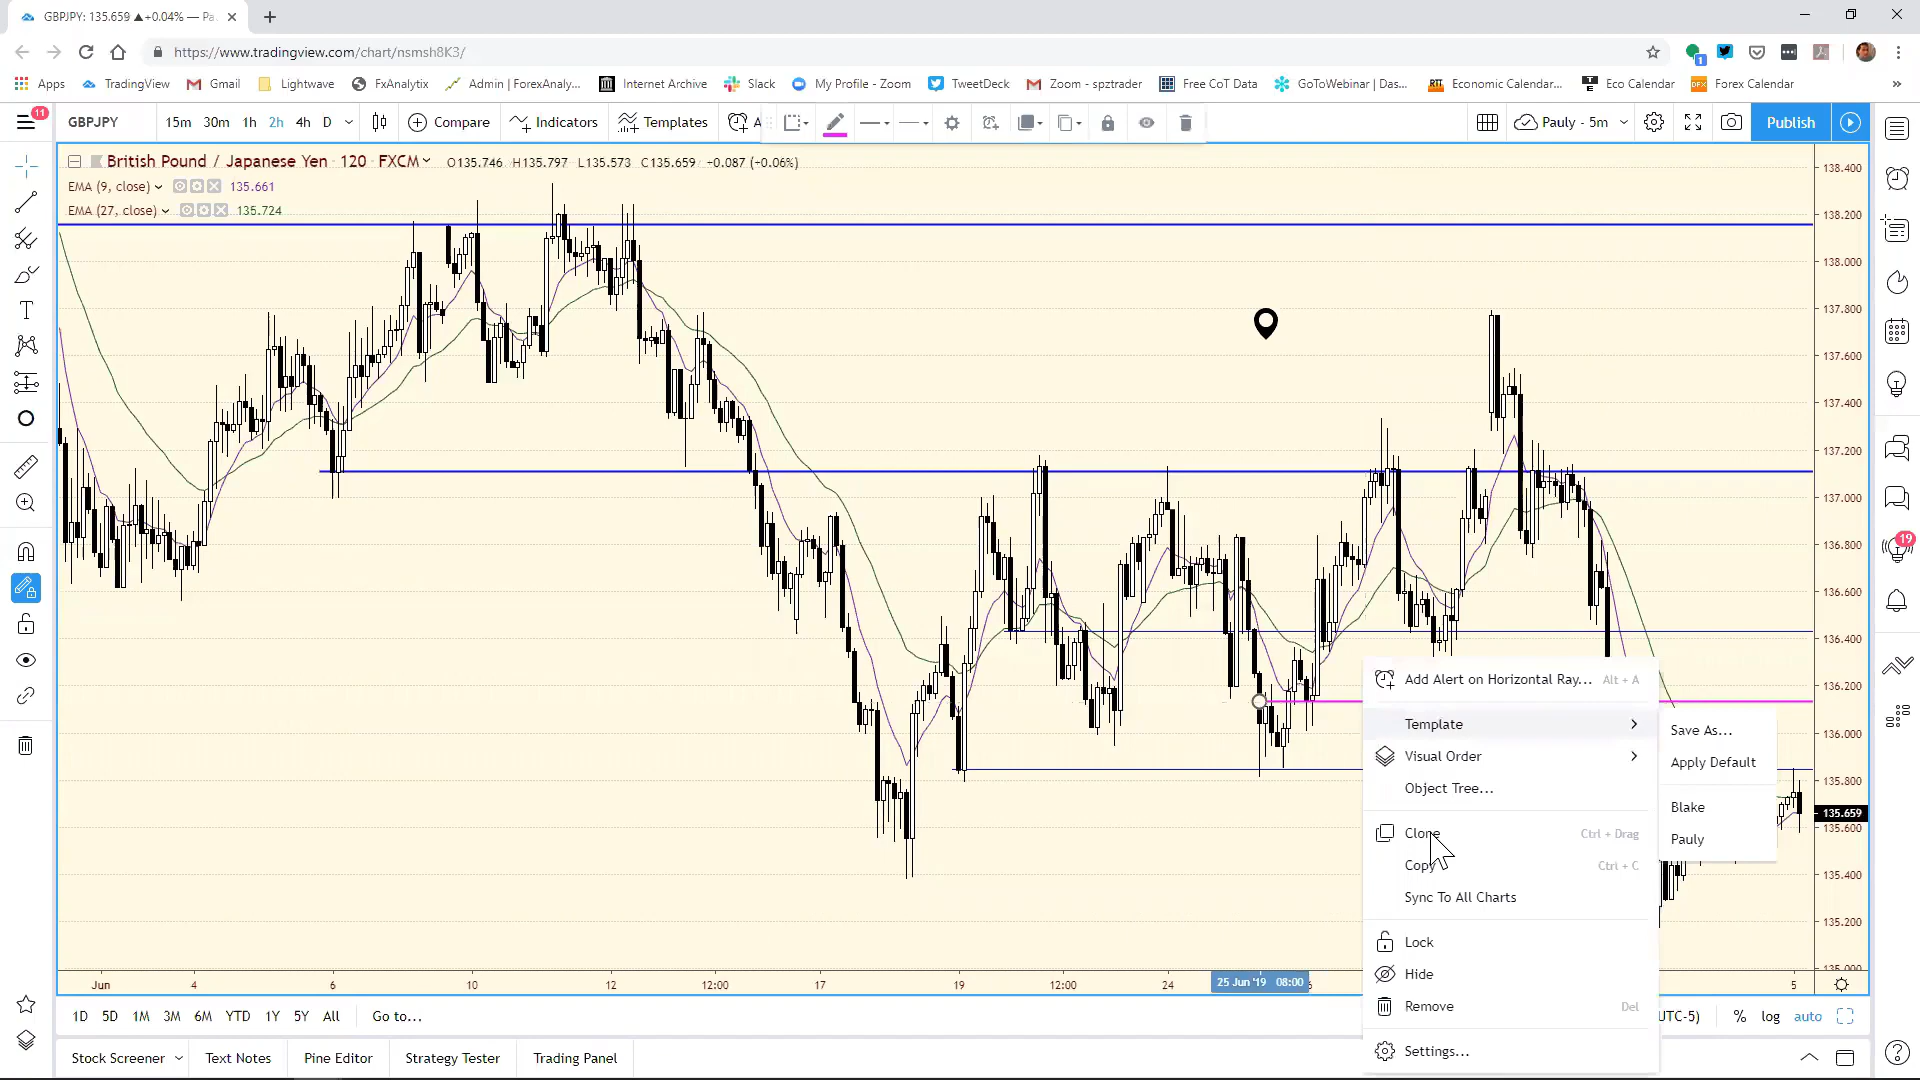 GBPJPY: 135.659 ▲+0.04% — Pa
https://www.tradingview.com/chart/nsmsh8K3/
1
Apps TradingView Gmail Lightwave FxAnalytix Admin | ForexAnaly... Internet Archive Slack My Profile - Zoom TweetDeck Zoom - spztrader Free CoT Data GoToWebinar | Das... Economic Calendar... Eco Calendar Forex Calendar »
11 GBPJPY 15m 30m 1h 2h 4h D Compare Indicators Templates A Pauly - 5m Publish
British Pound / Japanese Yen · 120 · FXCM O135.746 H135.797 L135.573 C135.659 +0.087 (+0.06%)
EMA (9, close) 135.661
EMA (27, close) 135.724
138.400
138.200
138.000
137.800
137.600
137.400
137.200
137.000
136.800
136.600
136.400
136.200
136.000
135.800
135.659
135.600
135.400
135.200
135.000
19
Add Alert on Horizontal Ray... Alt + A
Template
Visual Order
Object Tree...
Clone Ctrl + Drag
Copy Ctrl + C
Sync To All Charts
Lock
Hide
Remove Del
Settings...
Save As...
Apply Default
Blake
Pauly
Jun 4 6 10 12 12:00 17 19 12:00 24 25 Jun '19 08:00 6 5
1D 5D 1M 3M 6M YTD 1Y 5Y All Go to... UTC-5) % log auto
Stock Screener Text Notes Pine Editor Strategy Tester Trading Panel